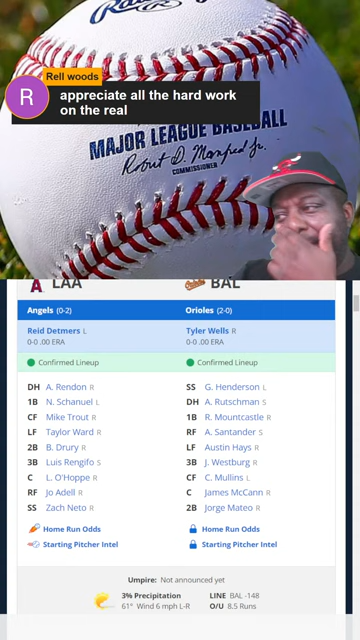 Rawlings
Rell woods
R
appreciate all the hard work
on the real
MAJOR LEAGUE BASEBALL
Robert D. Manfred Jr.
COMMISSIONER
LAA BAL
Angels (0-2) Orioles (2-0)
Reid Detmers L Tyler Wells R
0-0 .00 ERA 0-0 .00 ERA
Confirmed Lineup Confirmed Lineup
DH A. Rendon R SS G. Henderson L
1B N. Schanuel L DH A. Rutschman S
CF Mike Trout R 1B R. Mountcastle R
LF Taylor Ward R RF A. Santander S
2B B. Drury R LF Austin Hays R
3B Luis Rengifo S 3B J. Westburg R
C L. O'Hoppe R CF C. Mullins L
RF Jo Adell R C James McCann R
SS Zach Neto R 2B Jorge Mateo R
Home Run Odds Home Run Odds
Starting Pitcher Intel Starting Pitcher Intel
Umpire: Not announced yet
3% Precipitation LINE BAL -148
61° Wind 6 mph L-R O/U 8.5 Runs